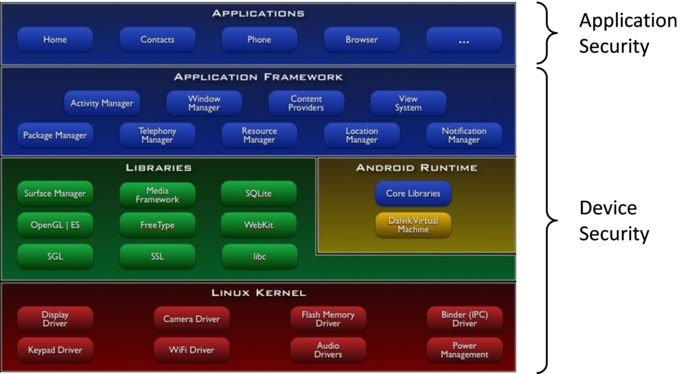 APPLICATIONS
Home
Contacts
Phone
Browser
...
Application
Security
APPLICATION FRAMEWORK
Activity Manager
Window
Manager
Content
Providers
View
System
Package Manager
Telephony
Manager
Resource
Manager
Location
Manager
Notification
Manager
LIBRARIES
Surface Manager
Media
Framework
SQLite
OpenGL | ES
FreeType
WebKit
SGL
SSL
libc
ANDROID RUNTIME
Core Libraries
Dalvik Virtual
Machine
Device
Security
LINUX KERNEL
Display
Driver
Camera Driver
Flash Memory
Driver
Binder (IPC)
Driver
Keypad Driver
WiFi Driver
Audio
Drivers
Power
Management